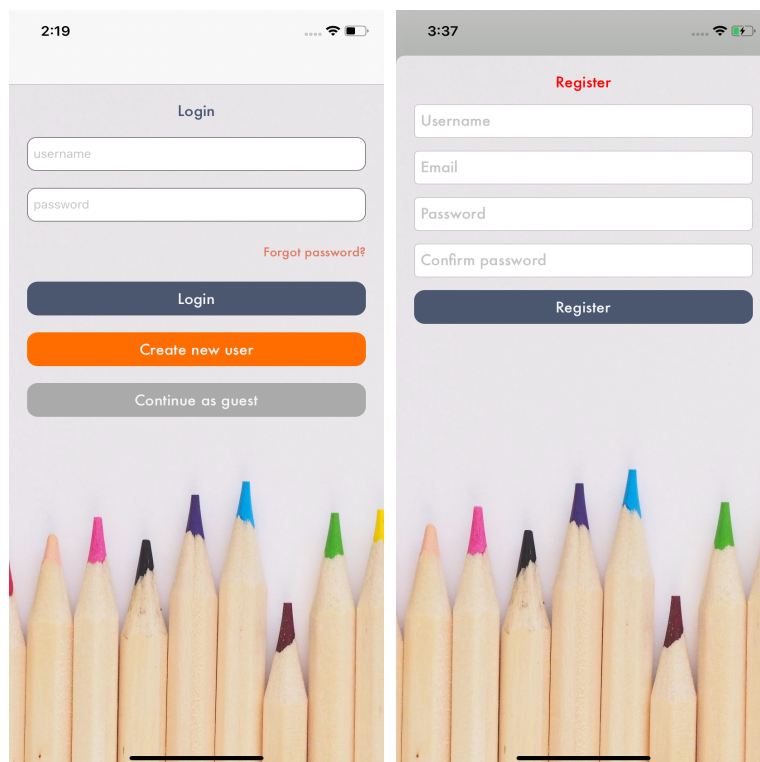 2:19
Login
username
password
Forgot password?
Login
Create new user
Continue as guest
3:37
Register
Username
Email
Password
Confirm password
Register